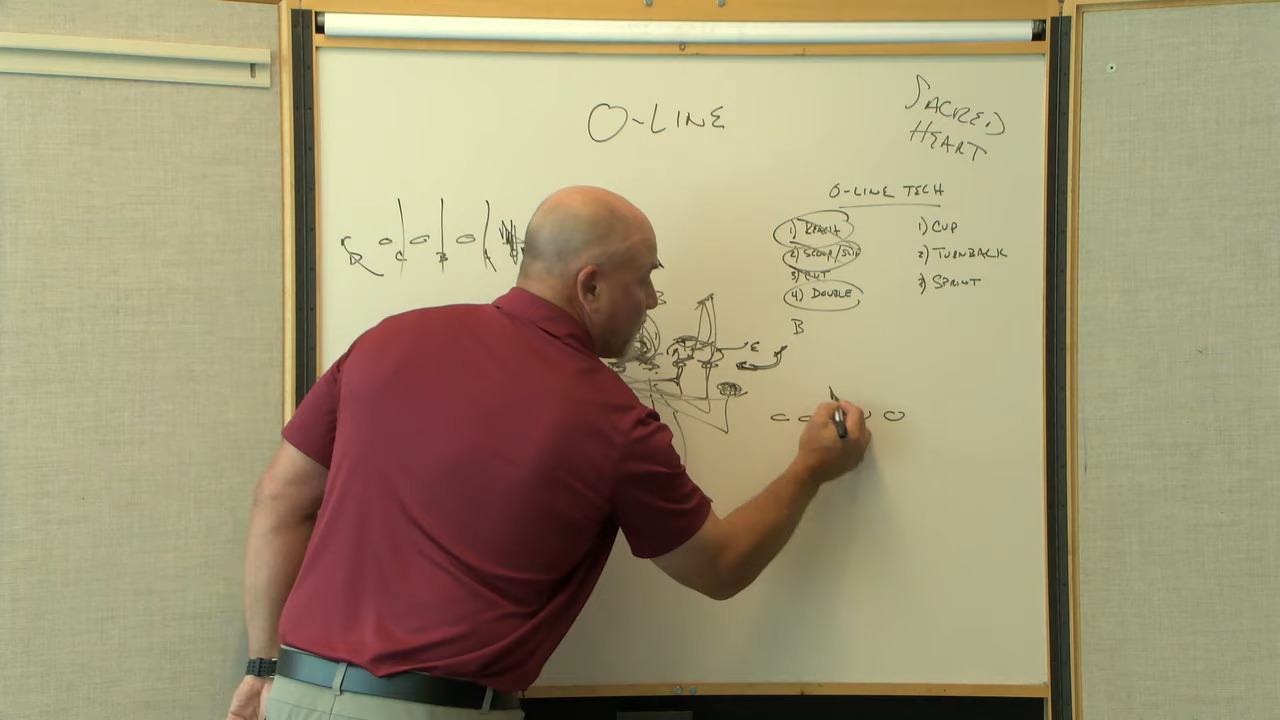 O-LINE
SACRED
HEART
O-LINE TECH
1) REACH
2) SCOOP/SLIP
3) CUT
4) DOUBLE
1) CUP
2) TURNBACK
3) SPRINT
C B A
B
E